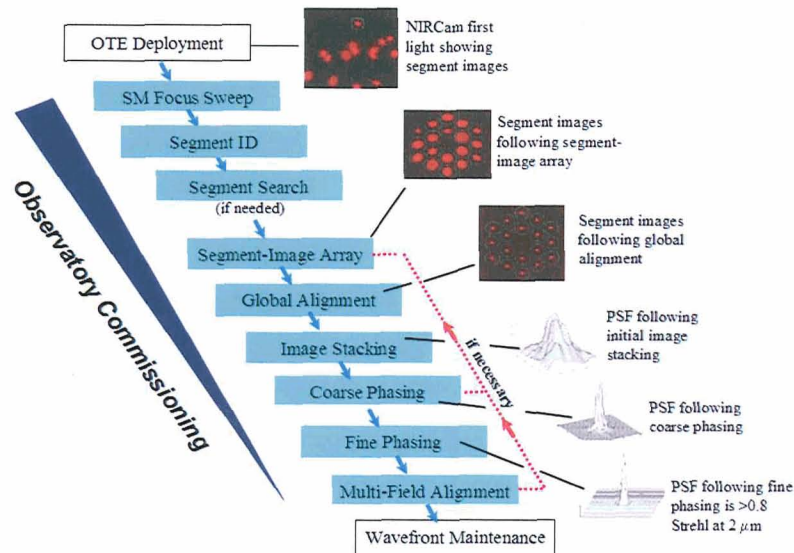 OTE Deployment
NIRCam first
light showing
segment images
SM Focus Sweep
Segment ID
Segment Search
(if needed)
Segment images
following segment-
image array
Segment-Image Array
Segment images
following global
alignment
Global Alignment
Image Stacking
PSF following
initial image
stacking
if necessary
Coarse Phasing
PSF following
coarse phasing
Fine Phasing
Multi-Field Alignment
PSF following fine
phasing is >0.8
Strehl at 2 μm
Wavefront Maintenance
Observatory Commissioning